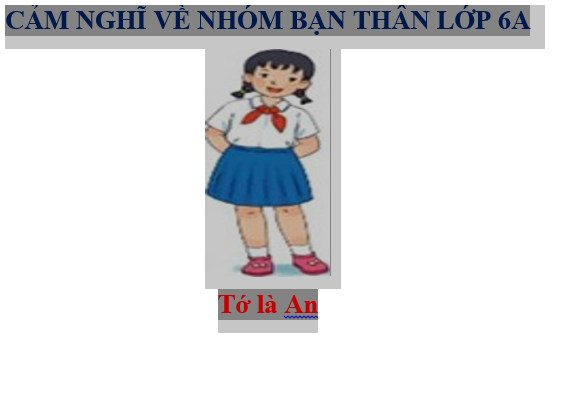 CẢM NGHĨ VỀ NHÓM BẠN THÂN LỚP 6A
Tớ là An